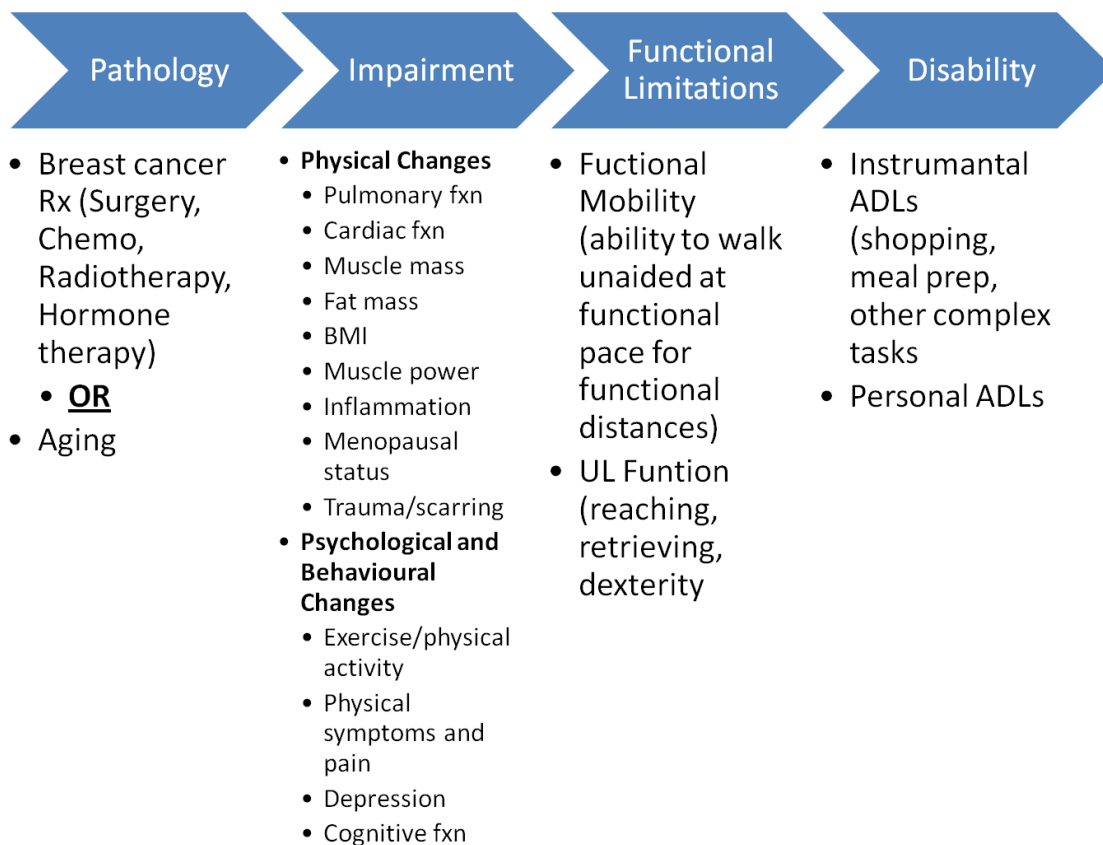 Pathology
Impairment
Functional
Limitations
Disability
• Breast cancer
Rx (Surgery,
Chemo,
Radiotherapy,
Hormone
therapy)
• OR
• Aging
• Physical Changes
• Pulmonary fxn
• Cardiac fxn
• Muscle mass
• Fat mass
• BMI
• Muscle power
• Inflammation
• Menopausal
status
• Trauma/scarring
• Psychological and
Behavioural
Changes
• Exercise/physical
activity
• Physical
symptoms and
pain
• Depression
• Cognitive fxn
• Fuctional
Mobility
(ability to walk
unaided at
functional
pace for
functional
distances)
• UL Funtion
(reaching,
retrieving,
dexterity
• Instrumantal
ADLs
(shopping,
meal prep,
other complex
tasks
• Personal ADLs